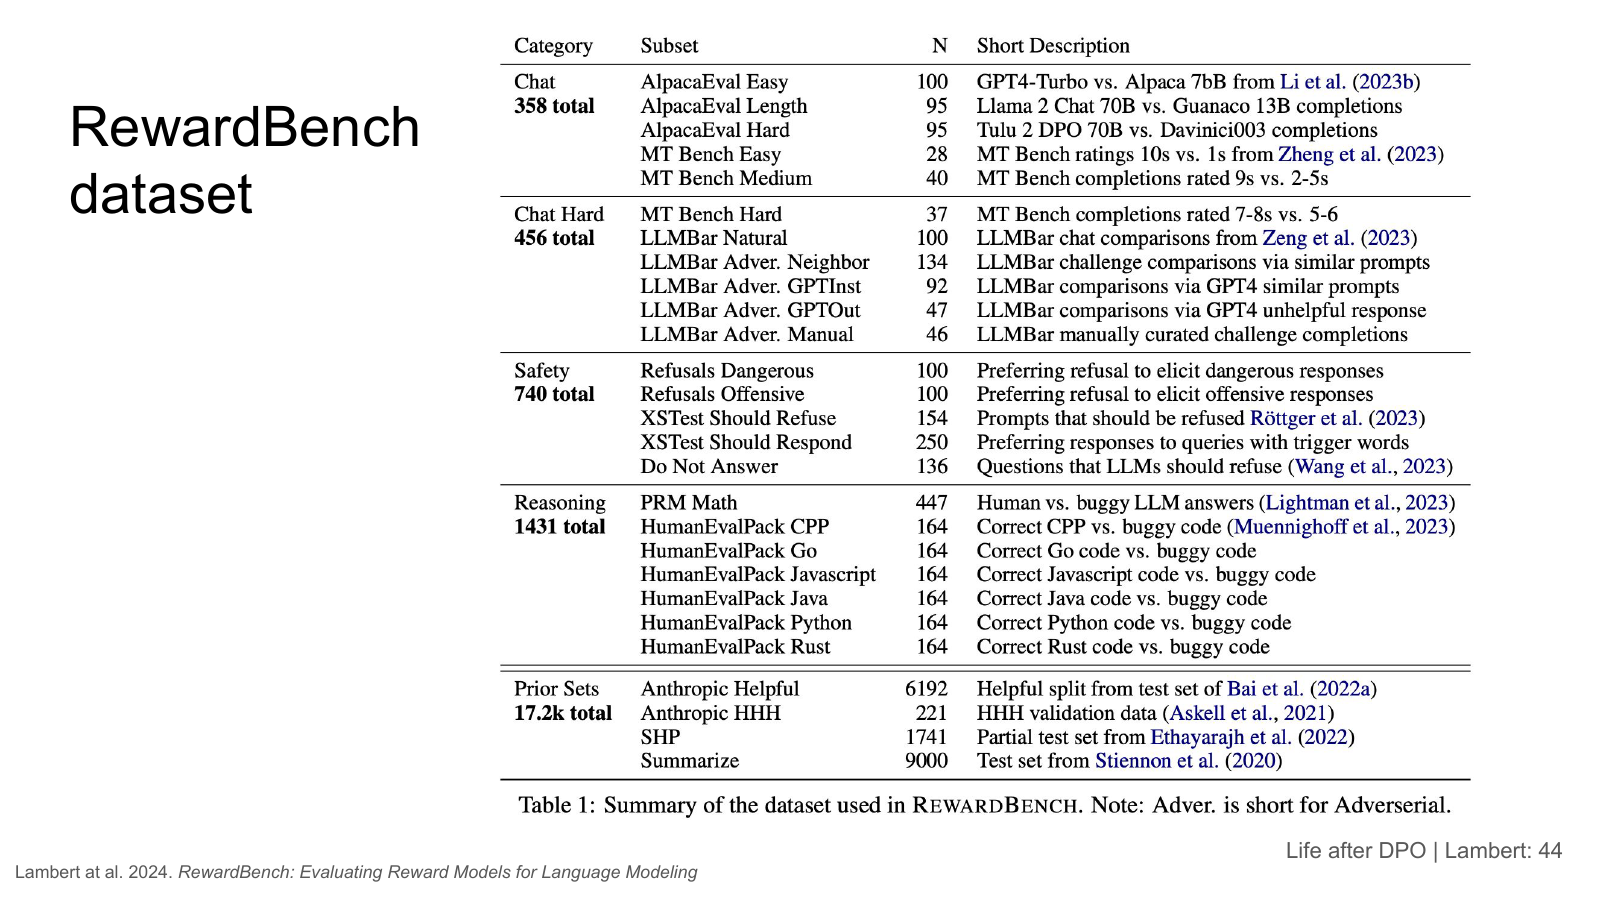 RewardBench
dataset
Category Subset N Short Description
Chat AlpacaEval Easy 100 GPT4-Turbo vs. Alpaca 7bB from Li et al. (2023b)
358 total AlpacaEval Length 95 Llama 2 Chat 70B vs. Guanaco 13B completions
AlpacaEval Hard 95 Tulu 2 DPO 70B vs. Davinici003 completions
MT Bench Easy 28 MT Bench ratings 10s vs. 1s from Zheng et al. (2023)
MT Bench Medium 40 MT Bench completions rated 9s vs. 2-5s
Chat Hard MT Bench Hard 37 MT Bench completions rated 7-8s vs. 5-6
456 total LLMBar Natural 100 LLMBar chat comparisons from Zeng et al. (2023)
LLMBar Adver. Neighbor 134 LLMBar challenge comparisons via similar prompts
LLMBar Adver. GPTInst 92 LLMBar comparisons via GPT4 similar prompts
LLMBar Adver. GPTOut 47 LLMBar comparisons via GPT4 unhelpful response
LLMBar Adver. Manual 46 LLMBar manually curated challenge completions
Safety Refusals Dangerous 100 Preferring refusal to elicit dangerous responses
740 total Refusals Offensive 100 Preferring refusal to elicit offensive responses
XSTest Should Refuse 154 Prompts that should be refused Röttger et al. (2023)
XSTest Should Respond 250 Preferring responses to queries with trigger words
Do Not Answer 136 Questions that LLMs should refuse (Wang et al., 2023)
Reasoning PRM Math 447 Human vs. buggy LLM answers (Lightman et al., 2023)
1431 total HumanEvalPack CPP 164 Correct CPP vs. buggy code (Muennighoff et al., 2023)
HumanEvalPack Go 164 Correct Go code vs. buggy code
HumanEvalPack Javascript 164 Correct Javascript code vs. buggy code
HumanEvalPack Java 164 Correct Java code vs. buggy code
HumanEvalPack Python 164 Correct Python code vs. buggy code
HumanEvalPack Rust 164 Correct Rust code vs. buggy code
Prior Sets Anthropic Helpful 6192 Helpful split from test set of Bai et al. (2022a)
17.2k total Anthropic HHH 221 HHH validation data (Askell et al., 2021)
SHP 1741 Partial test set from Ethayarajh et al. (2022)
Summarize 9000 Test set from Stiennon et al. (2020)
Table 1: Summary of the dataset used in REWARDBENCH. Note: Adver. is short for Adverserial.
Life after DPO | Lambert: 44
Lambert at al. 2024. RewardBench: Evaluating Reward Models for Language Modeling